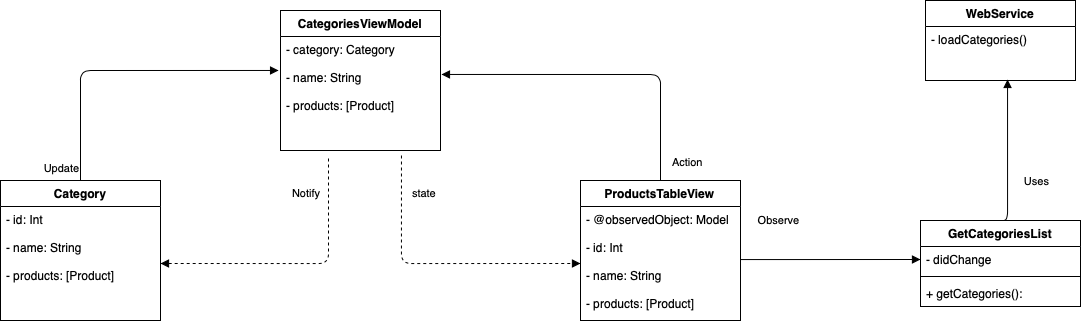 CategoriesViewModel
- category: Category
- name: String
- products: [Product]
WebService
- loadCategories()
Update
Notify
state
Action
Uses
Category
- id: Int
- name: String
- products: [Product]
ProductsTableView
- @observedObject: Model
- id: Int
- name: String
- products: [Product]
Observe
GetCategoriesList
- didChange
+ getCategories():